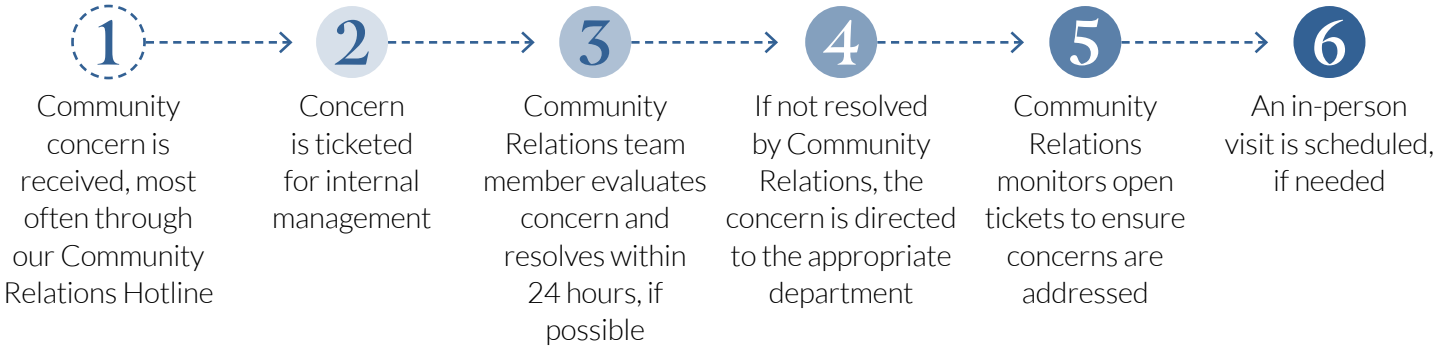 1
Community
concern is
received, most
often through
our Community
Relations Hotline
2
Concern
is ticketed
for internal
management
3
Community
Relations team
member evaluates
concern and
resolves within
24 hours, if
possible
4
If not resolved
by Community
Relations, the
concern is directed
to the appropriate
department
5
Community
Relations
monitors open
tickets to ensure
concerns are
addressed
6
An in-person
visit is scheduled,
if needed